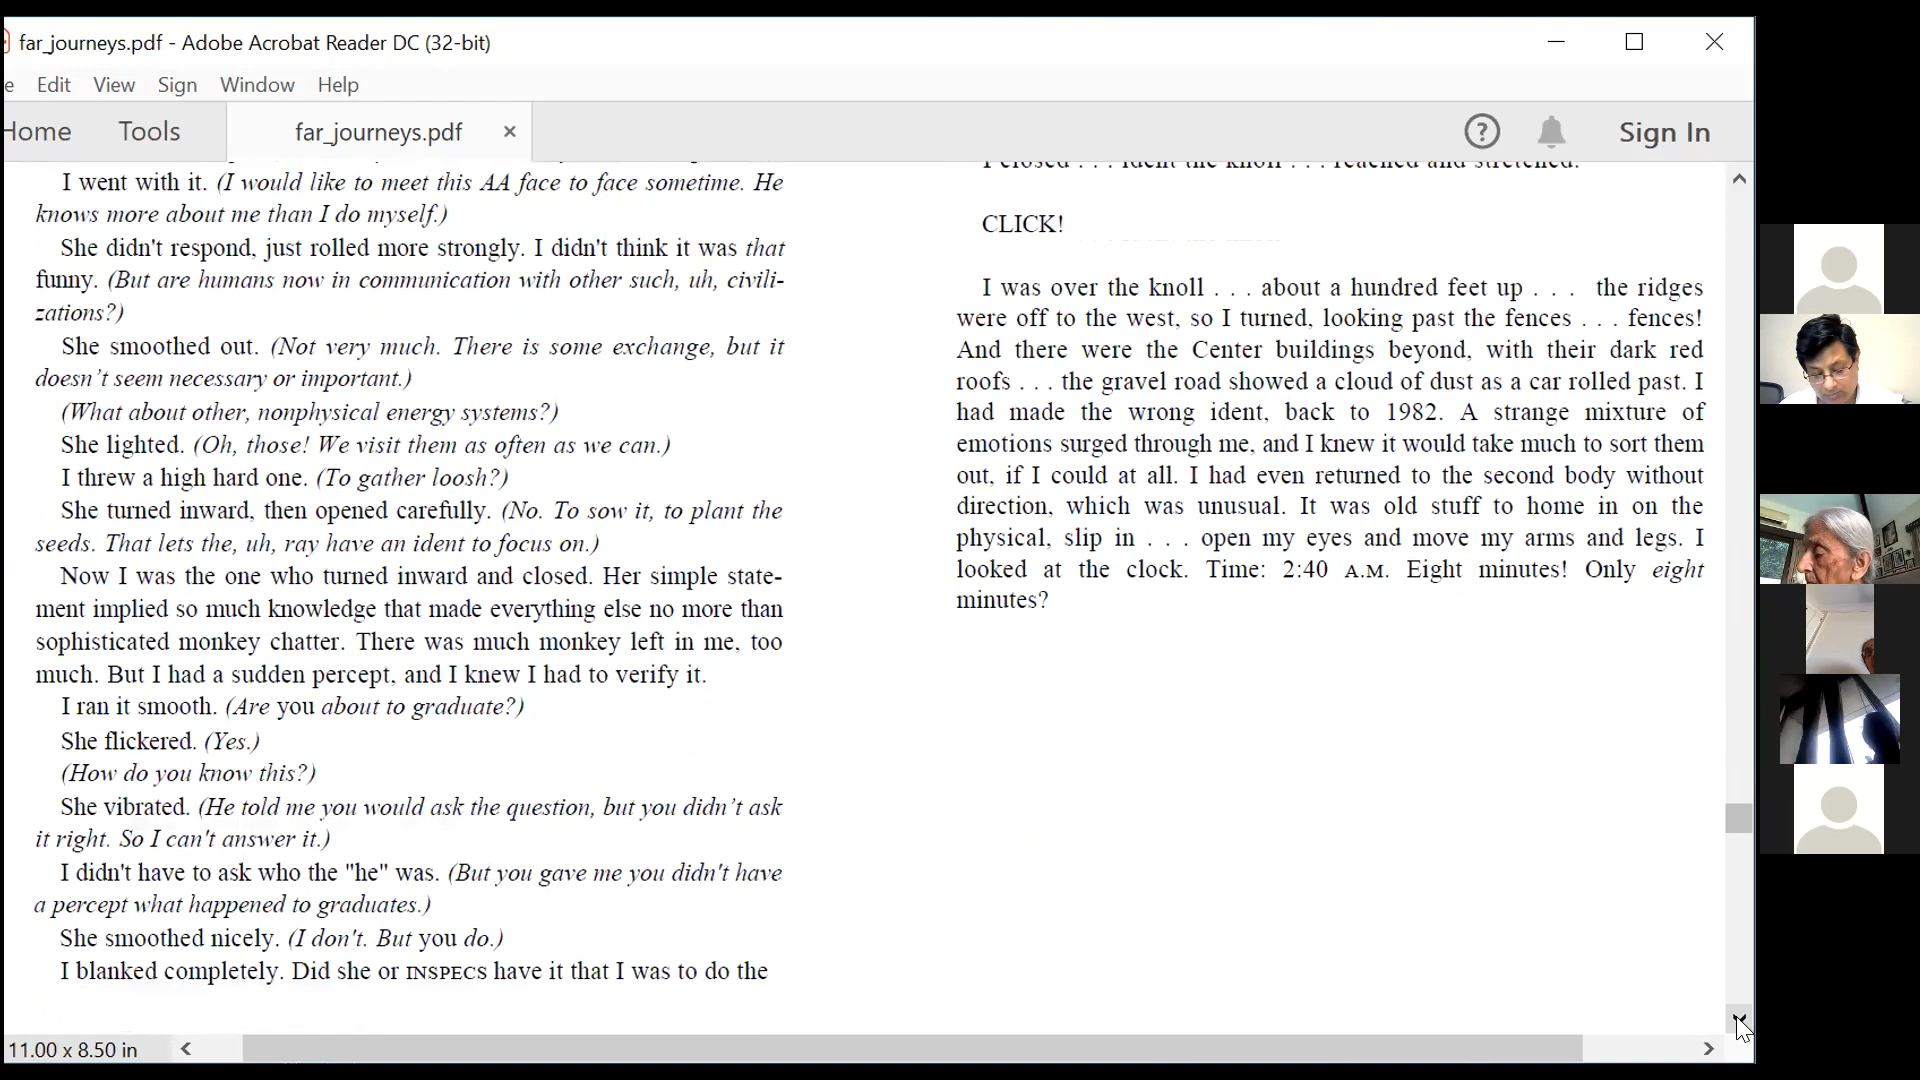 far_journeys.pdf - Adobe Acrobat Reader DC (32-bit)
e Edit View Sign Window Help
Home Tools far_journeys.pdf × ? Sign In
I went with it. (I would like to meet this AA face to face sometime. He
knows more about me than I do myself.)
She didn't respond, just rolled more strongly. I didn't think it was that
funny. (But are humans now in communication with other such, uh, civili-
zations?)
She smoothed out. (Not very much. There is some exchange, but it
doesn't seem necessary or important.)
(What about other, nonphysical energy systems?)
She lighted. (Oh, those! We visit them as often as we can.)
I threw a high hard one. (To gather loosh?)
She turned inward, then opened carefully. (No. To sow it, to plant the
seeds. That lets the, uh, ray have an ident to focus on.)
Now I was the one who turned inward and closed. Her simple state-
ment implied so much knowledge that made everything else no more than
sophisticated monkey chatter. There was much monkey left in me, too
much. But I had a sudden percept, and I knew I had to verify it.
I ran it smooth. (Are you about to graduate?)
She flickered. (Yes.)
(How do you know this?)
She vibrated. (He told me you would ask the question, but you didn't ask
it right. So I can't answer it.)
I didn't have to ask who the "he" was. (But you gave me you didn't have
a percept what happened to graduates.)
She smoothed nicely. (I don't. But you do.)
I blanked completely. Did she or INSPECS have it that I was to do the
I closed . . . ident the knoll . . . reached and stretched.
CLICK!
I was over the knoll . . . about a hundred feet up . . . the ridges
were off to the west, so I turned, looking past the fences . . . fences!
And there were the Center buildings beyond, with their dark red
roofs . . . the gravel road showed a cloud of dust as a car rolled past. I
had made the wrong ident, back to 1982. A strange mixture of
emotions surged through me, and I knew it would take much to sort them
out, if I could at all. I had even returned to the second body without
direction, which was unusual. It was old stuff to home in on the
physical, slip in . . . open my eyes and move my arms and legs. I
looked at the clock. Time: 2:40 A.M. Eight minutes! Only eight
minutes?
11.00 x 8.50 in